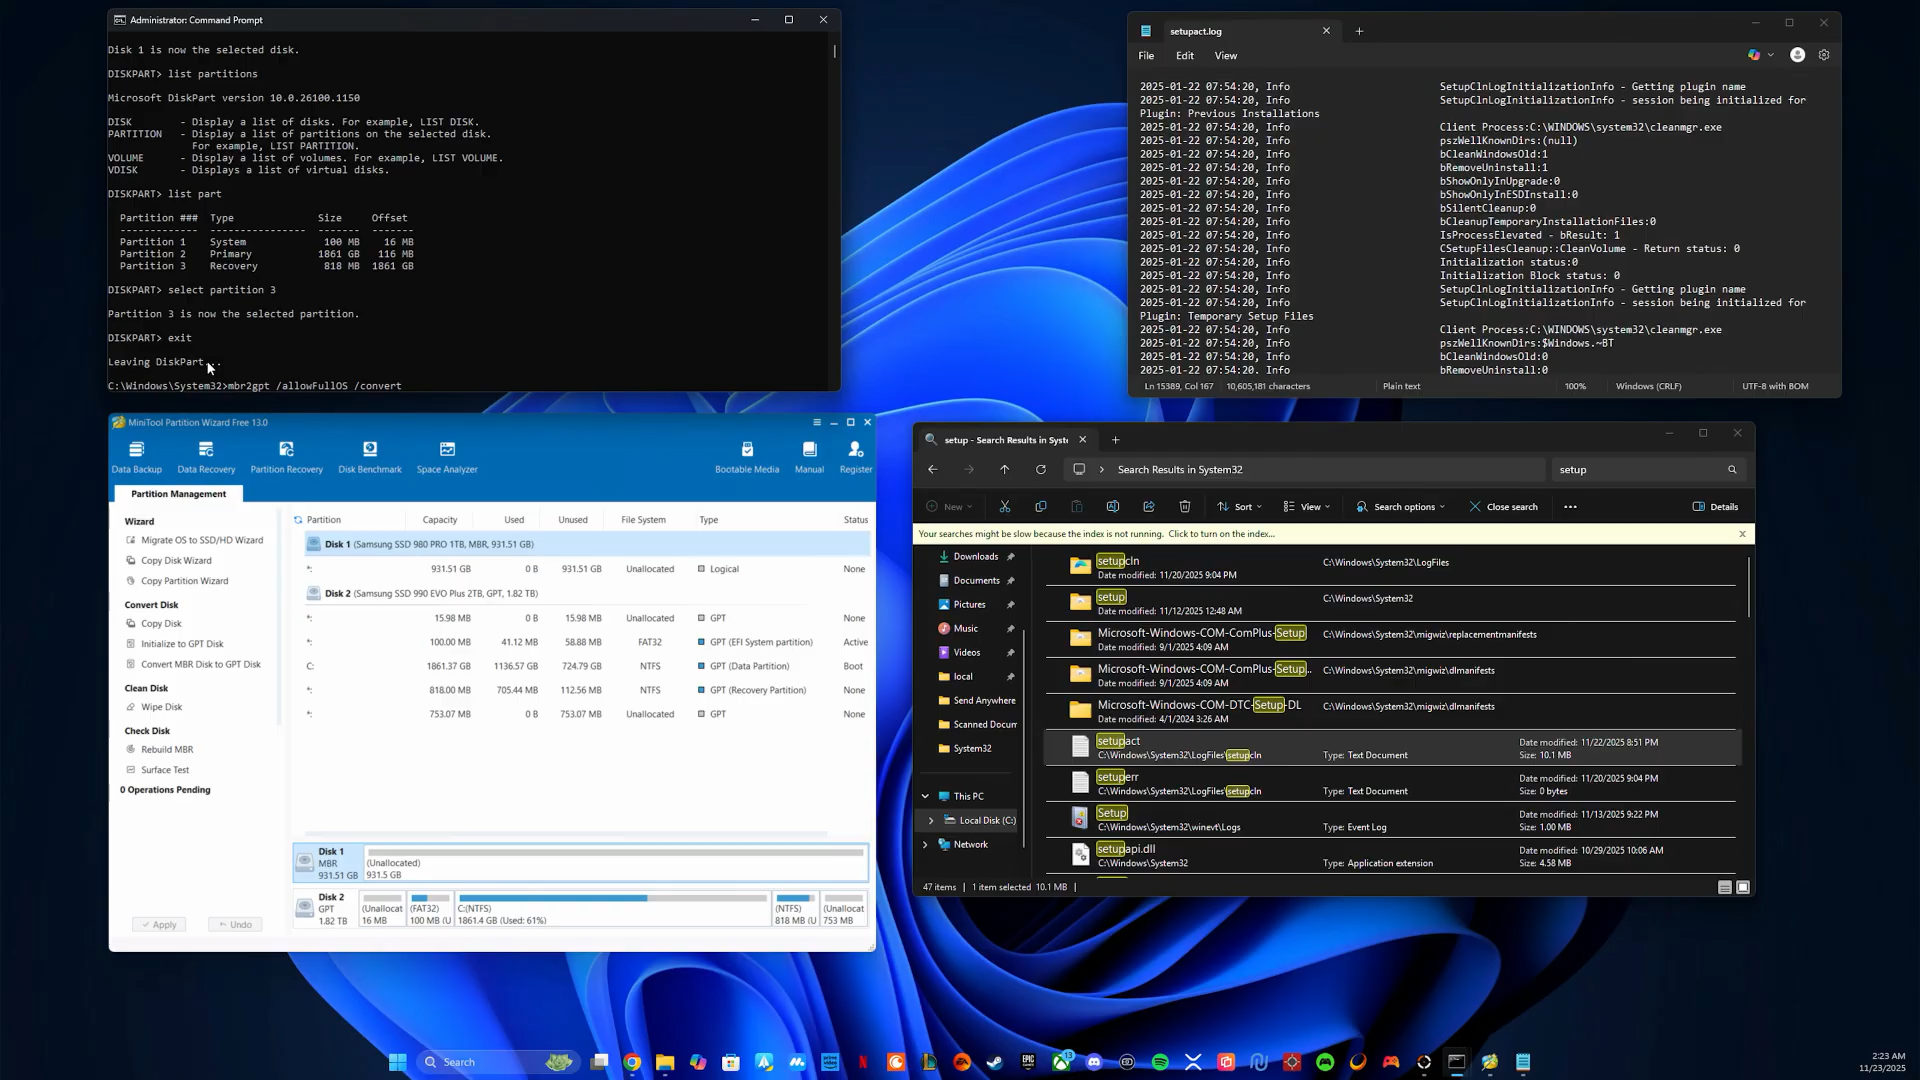 Administrator: Command Prompt
Disk 1 is now the selected disk.
DISKPART> list partitions
Microsoft DiskPart version 10.0.26100.1150
DISK - Display a list of disks. For example, LIST DISK.
PARTITION - Display a list of partitions on the selected disk.
For example, LIST PARTITION.
VOLUME - Display a list of volumes. For example, LIST VOLUME.
VDISK - Displays a list of virtual disks.
DISKPART> list part
Partition ### Type Size Offset
------------- ---------------- ------- -------
Partition 1 System 100 MB 16 MB
Partition 2 Primary 1861 GB 116 MB
Partition 3 Recovery 818 MB 1861 GB
DISKPART> select partition 3
Partition 3 is now the selected partition.
DISKPART> exit
Leaving DiskPart...
C:\Windows\System32>mbr2gpt /allowFullOS /convert
setupact.log
File Edit View
2025-01-22 07:54:20, Info SetupClnLogInitializationInfo - Getting plugin name
2025-01-22 07:54:20, Info SetupClnLogInitializationInfo - session being initialized for
Plugin: Previous Installations
2025-01-22 07:54:20, Info Client Process:C:\WINDOWS\system32\cleanmgr.exe
2025-01-22 07:54:20, Info pszWellKnownDirs:(null)
2025-01-22 07:54:20, Info bCleanWindowsOld:1
2025-01-22 07:54:20, Info bRemoveUninstall:1
2025-01-22 07:54:20, Info bShowOnlyInUpgrade:0
2025-01-22 07:54:20, Info bShowOnlyInESDInstall:0
2025-01-22 07:54:20, Info bSilentCleanup:0
2025-01-22 07:54:20, Info bCleanupTemporaryInstallationFiles:0
2025-01-22 07:54:20, Info IsProcessElevated - bResult: 1
2025-01-22 07:54:20, Info CSetupFilesCleanup::CleanVolume - Return status: 0
2025-01-22 07:54:20, Info Initialization status:0
2025-01-22 07:54:20, Info Initialization Block status: 0
2025-01-22 07:54:20, Info SetupClnLogInitializationInfo - Getting plugin name
2025-01-22 07:54:20, Info SetupClnLogInitializationInfo - session being initialized for
Plugin: Temporary Setup Files
2025-01-22 07:54:20, Info Client Process:C:\WINDOWS\system32\cleanmgr.exe
2025-01-22 07:54:20, Info pszWellKnownDirs:$Windows.~BT
2025-01-22 07:54:20, Info bCleanWindowsOld:0
2025-01-22 07:54:20, Info bRemoveUninstall:0
Ln 15389, Col 167 10,605,181 characters Plain text 100% Windows (CRLF) UTF-8 with BOM
MiniTool Partition Wizard Free 13.0
Data Backup Data Recovery Partition Recovery Disk Benchmark Space Analyzer Bootable Media Manual Register
Partition Management
Wizard
Migrate OS to SSD/HD Wizard
Copy Disk Wizard
Copy Partition Wizard
Convert Disk
Copy Disk
Initialize to GPT Disk
Convert MBR Disk to GPT Disk
Clean Disk
Wipe Disk
Check Disk
Rebuild MBR
Surface Test
0 Operations Pending
Apply Undo
Partition Capacity Used Unused File System Type Status
Disk 1 (Samsung SSD 980 PRO 1TB, MBR, 931.51 GB)
*: 931.51 GB 0 B 931.51 GB Unallocated Logical None
Disk 2 (Samsung SSD 990 EVO Plus 2TB, GPT, 1.82 TB)
*: 15.98 MB 0 B 15.98 MB Unallocated GPT None
*: 100.00 MB 41.12 MB 58.88 MB FAT32 GPT (EFI System partition) Active
C: 1861.37 GB 1136.57 GB 724.79 GB NTFS GPT (Data Partition) Boot
*: 818.00 MB 705.44 MB 112.56 MB NTFS GPT (Recovery Partition) None
*: 753.07 MB 0 B 753.07 MB Unallocated GPT None
Disk 1
MBR
931.51 GB
(Unallocated)
931.5 GB
Disk 2
GPT
1.82 TB
(Unallocat
16 MB
(FAT32)
100 MB (U
C:(NTFS)
1861.4 GB (Used: 61%)
(NTFS)
818 MB (U
(Unallocat
753 MB
setup - Search Results in Syst
Search Results in System32
setup
New Sort View Search options Close search Details
Your searches might be slow because the index is not running. Click to turn on the index...
Downloads
Documents
Pictures
Music
Videos
local
Send Anywhere
Scanned Docum
System32
This PC
Local Disk (C:)
Network
setupcln C:\Windows\System32\LogFiles
Date modified: 11/20/2025 9:04 PM
setup C:\Windows\System32
Date modified: 11/12/2025 12:48 AM
Microsoft-Windows-COM-ComPlus-Setup C:\Windows\System32\migwiz\replacementmanifests
Date modified: 9/1/2025 4:09 AM
Microsoft-Windows-COM-ComPlus-Setup... C:\Windows\System32\migwiz\dlmanifests
Date modified: 9/1/2025 4:09 AM
Microsoft-Windows-COM-DTC-Setup-DL C:\Windows\System32\migwiz\dlmanifests
Date modified: 4/1/2024 3:26 AM
setupact Date modified: 11/22/2025 8:51 PM
C:\Windows\System32\LogFiles\setupcln Type: Text Document Size: 10.1 MB
setuperr Date modified: 11/20/2025 9:04 PM
C:\Windows\System32\LogFiles\setupcln Type: Text Document Size: 0 bytes
Setup Date modified: 11/13/2025 9:22 PM
C:\Windows\System32\winevt\Logs Type: Event Log Size: 1.00 MB
setupapi.dll Date modified: 10/29/2025 10:06 AM
C:\Windows\System32 Type: Application extension Size: 4.58 MB
47 items 1 item selected 10.1 MB
Search
13
2:23 AM
11/23/2025